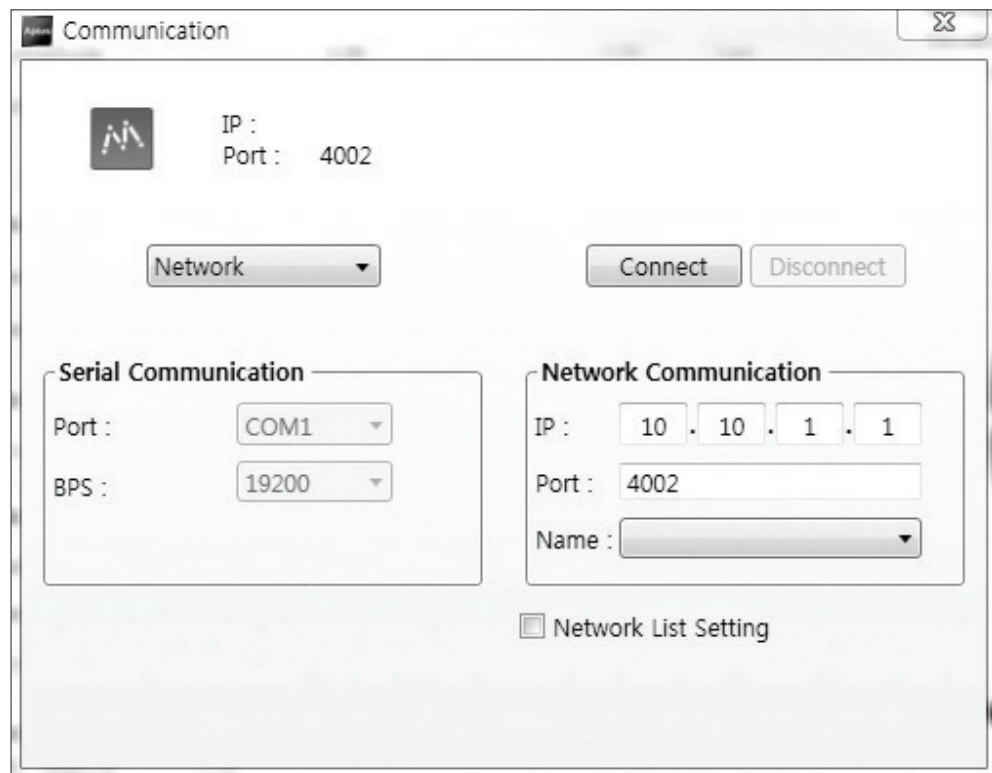 Communication
IP :
Port : 4002
Network
Connect Disconnect
Serial Communication
Port : COM1
BPS : 19200
Network Communication
IP : 10 . 10 . 1 . 1
Port : 4002
Name :
Network List Setting